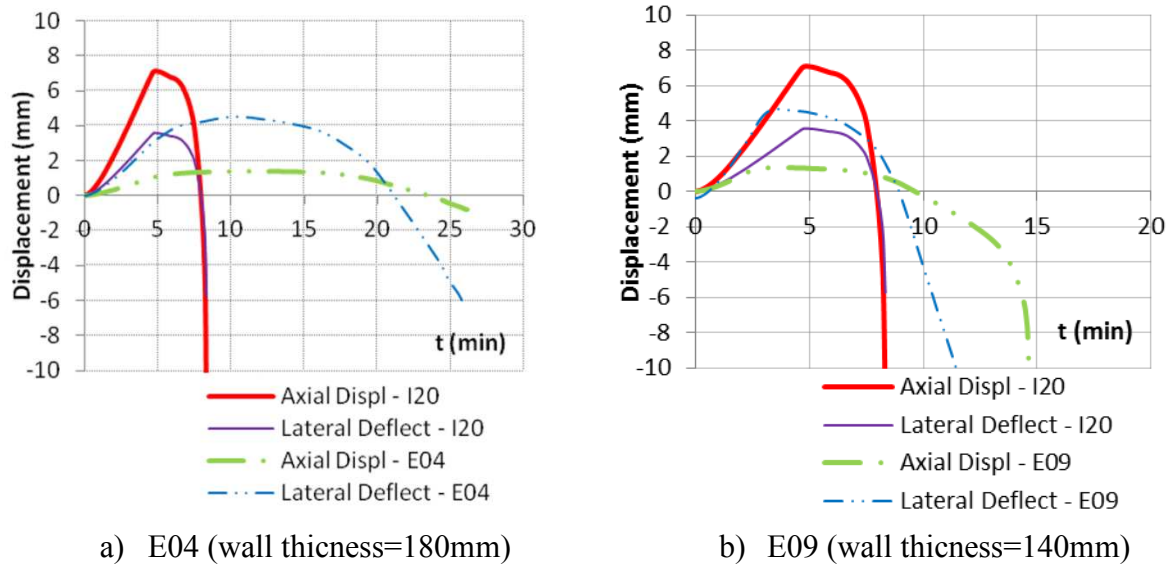 10
8
6
4
2
0
-2
-4
-6
-8
-10
Displacement (mm)
0 5 10 15 20 25 30
t (min)
Axial Displ - I20
Lateral Deflect - I20
Axial Displ - E04
Lateral Deflect - E04
a) E04 (wall thicness=180mm)
10
8
6
4
2
0
-2
-4
-6
-8
-10
Displacement (mm)
0 5 10 15 20
t (min)
Axial Displ - I20
Lateral Deflect - I20
Axial Displ - E09
Lateral Deflect - E09
b) E09 (wall thicness=140mm)